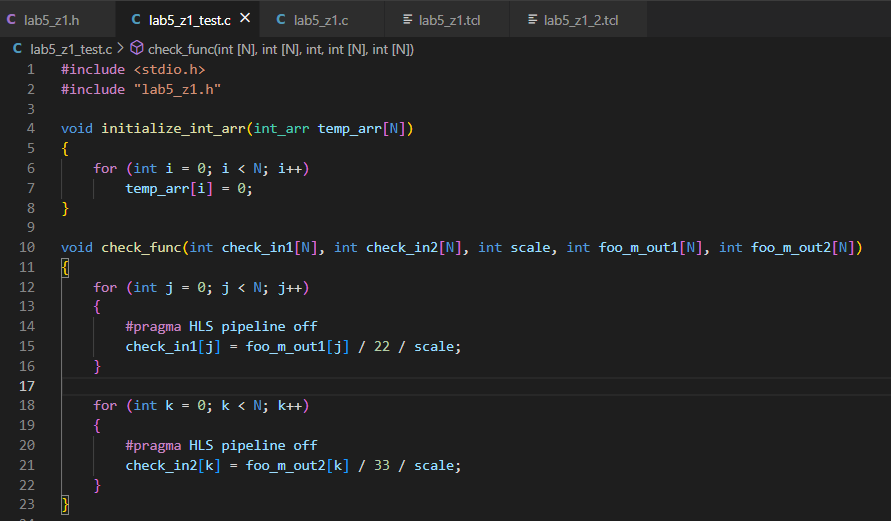 C lab5_z1.h C lab5_z1_test.c × C lab5_z1.c lab5_z1.tcl lab5_z1_2.tcl
C lab5_z1_test.c > check_func(int [N], int [N], int, int [N], int [N])
1 #include <stdio.h>
2 #include "lab5_z1.h"
3
4 void initialize_int_arr(int_arr temp_arr[N])
5 {
6     for (int i = 0; i < N; i++)
7         temp_arr[i] = 0;
8 }
9
10 void check_func(int check_in1[N], int check_in2[N], int scale, int foo_m_out1[N], int foo_m_out2[N])
11 {
12     for (int j = 0; j < N; j++)
13     {
14         #pragma HLS pipeline off
15         check_in1[j] = foo_m_out1[j] / 22 / scale;
16     }
17
18     for (int k = 0; k < N; k++)
19     {
20         #pragma HLS pipeline off
21         check_in2[k] = foo_m_out2[k] / 33 / scale;
22     }
23 }